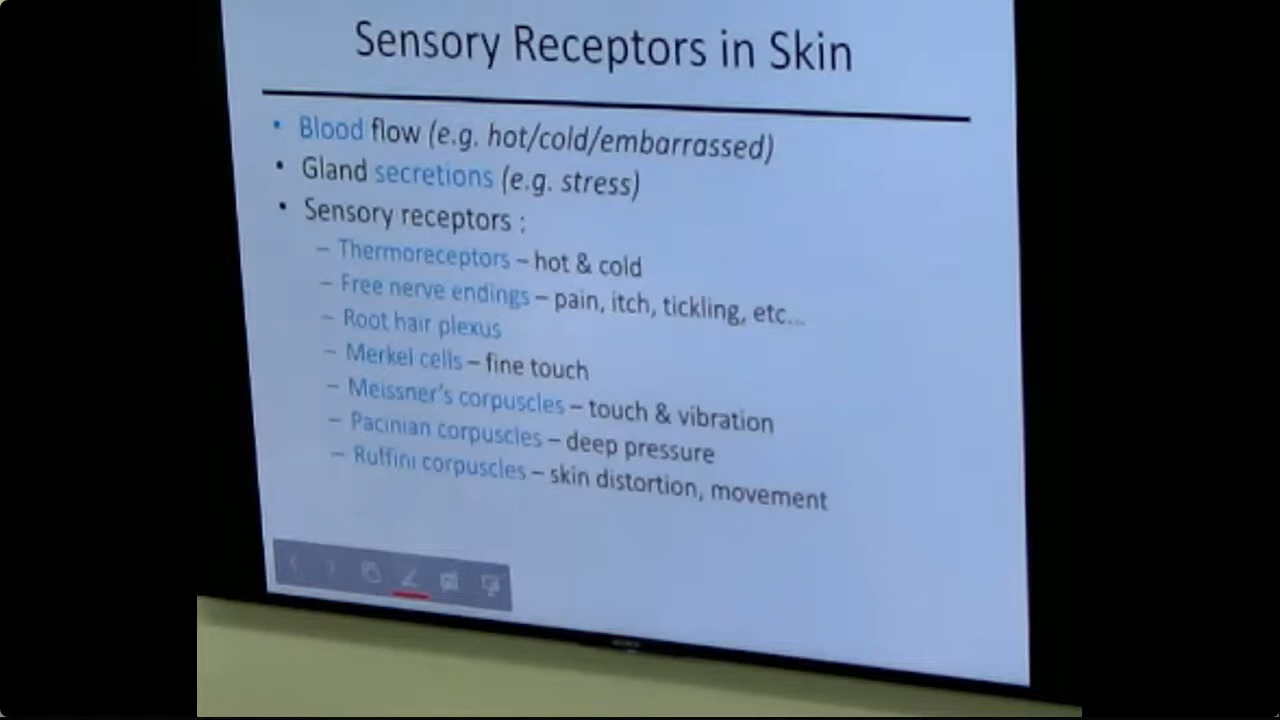 Sensory Receptors in Skin
• Blood flow (e.g. hot/cold/embarrassed)
• Gland secretions (e.g. stress)
• Sensory receptors :
– Thermoreceptors – hot & cold
– Free nerve endings – pain, itch, tickling, etc...
– Root hair plexus
– Merkel cells – fine touch
– Meissner's corpuscles – touch & vibration
– Pacinian corpuscles – deep pressure
– Ruffini corpuscles – skin distortion, movement